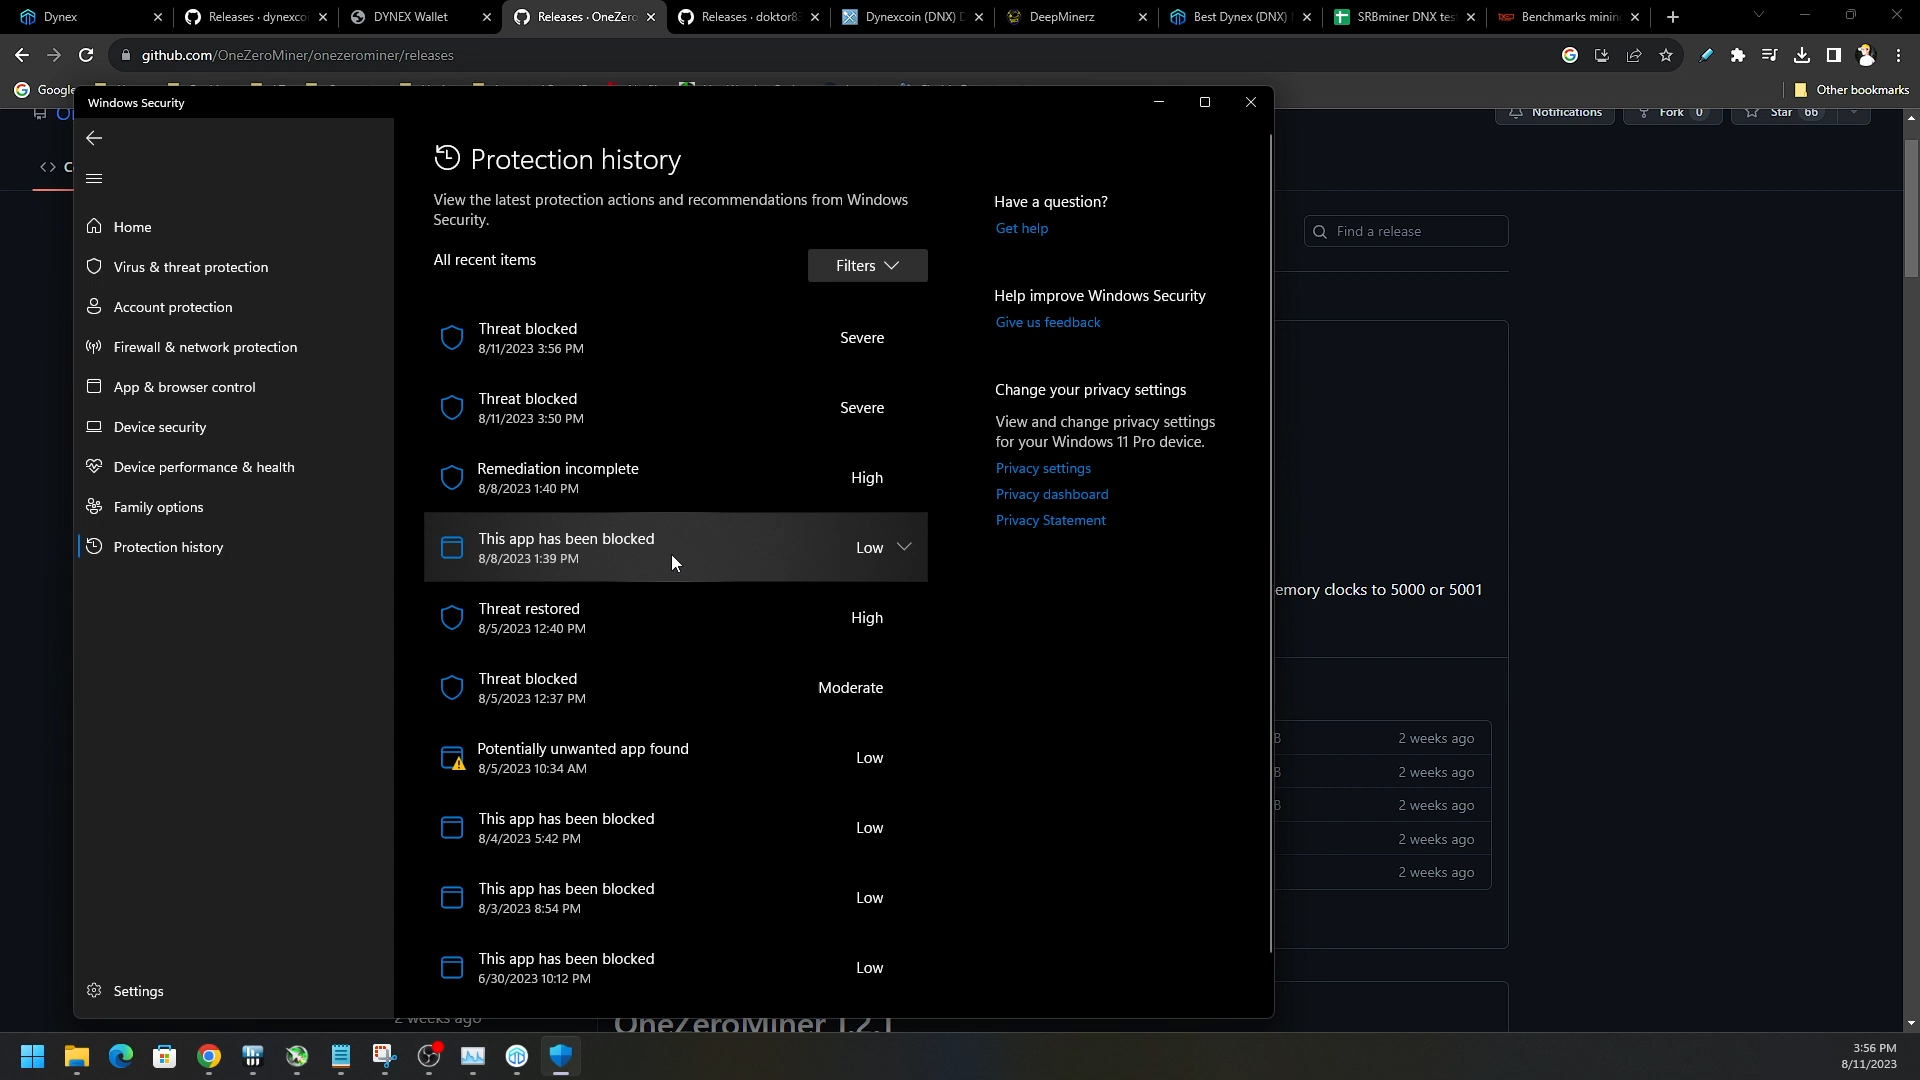 Dynex
Releases · dynexco
DYNEX Wallet
Releases · OneZero
Releases · doktor8
Dynexcoin (DNX)
DeepMinerz
Best Dynex (DNX)
SRBminer DNX tes
Benchmarks minin
github.com/OneZeroMiner/onezerominer/releases
Google
Other bookmarks
Notifications
Fork 0
Star 66
Find a release
Windows Security
Home
Virus & threat protection
Account protection
Firewall & network protection
App & browser control
Device security
Device performance & health
Family options
Protection history
Settings
Protection history
View the latest protection actions and recommendations from Windows
Security.
All recent items
Filters
Threat blocked
8/11/2023 3:56 PM
Severe
Threat blocked
8/11/2023 3:50 PM
Severe
Remediation incomplete
8/8/2023 1:40 PM
High
This app has been blocked
8/8/2023 1:39 PM
Low
Threat restored
8/5/2023 12:40 PM
High
Threat blocked
8/5/2023 12:37 PM
Moderate
Potentially unwanted app found
8/5/2023 10:34 AM
Low
This app has been blocked
8/4/2023 5:42 PM
Low
This app has been blocked
8/3/2023 8:54 PM
Low
This app has been blocked
6/30/2023 10:12 PM
Low
Have a question?
Get help
Help improve Windows Security
Give us feedback
Change your privacy settings
View and change privacy settings
for your Windows 11 Pro device.
Privacy settings
Privacy dashboard
Privacy Statement
emory clocks to 5000 or 5001
B 2 weeks ago
B 2 weeks ago
B 2 weeks ago
2 weeks ago
2 weeks ago
2 weeks ago
OneZeroMiner 1.2.1
3:56 PM
8/11/2023